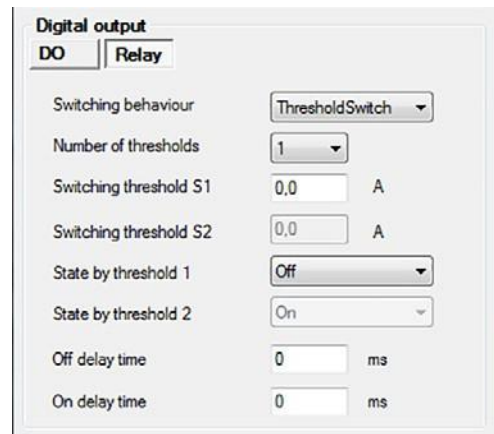 Digital output
DO Relay
Switching behaviour ThresholdSwitch
Number of thresholds 1
Switching threshold S1 0,0 A
Switching threshold S2 0,0 A
State by threshold 1 Off
State by threshold 2 On
Off delay time 0 ms
On delay time 0 ms